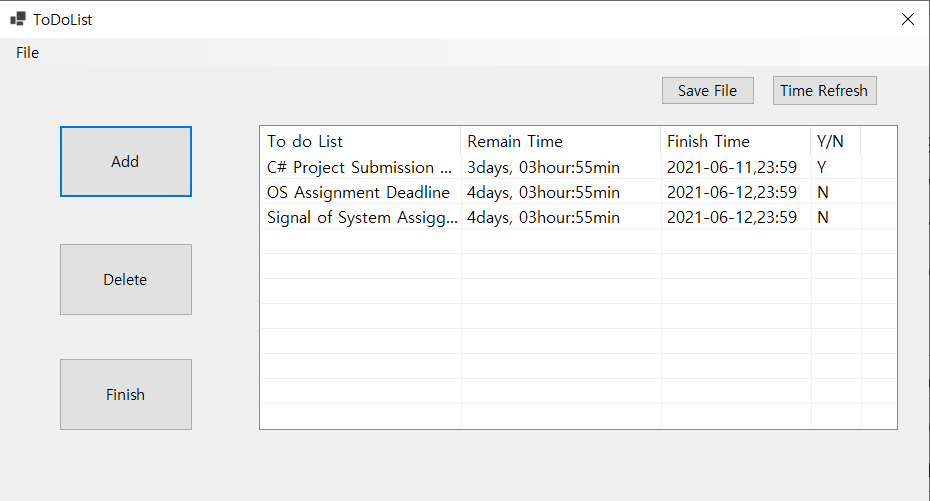 ToDoList
File
Save File Time Refresh
Add
Delete
Finish
To do List Remain Time Finish Time Y/N
C# Project Submission ... 3days, 03hour:55min 2021-06-11,23:59 Y
OS Assignment Deadline 4days, 03hour:55min 2021-06-12,23:59 N
Signal of System Assigg... 4days, 03hour:55min 2021-06-12,23:59 N